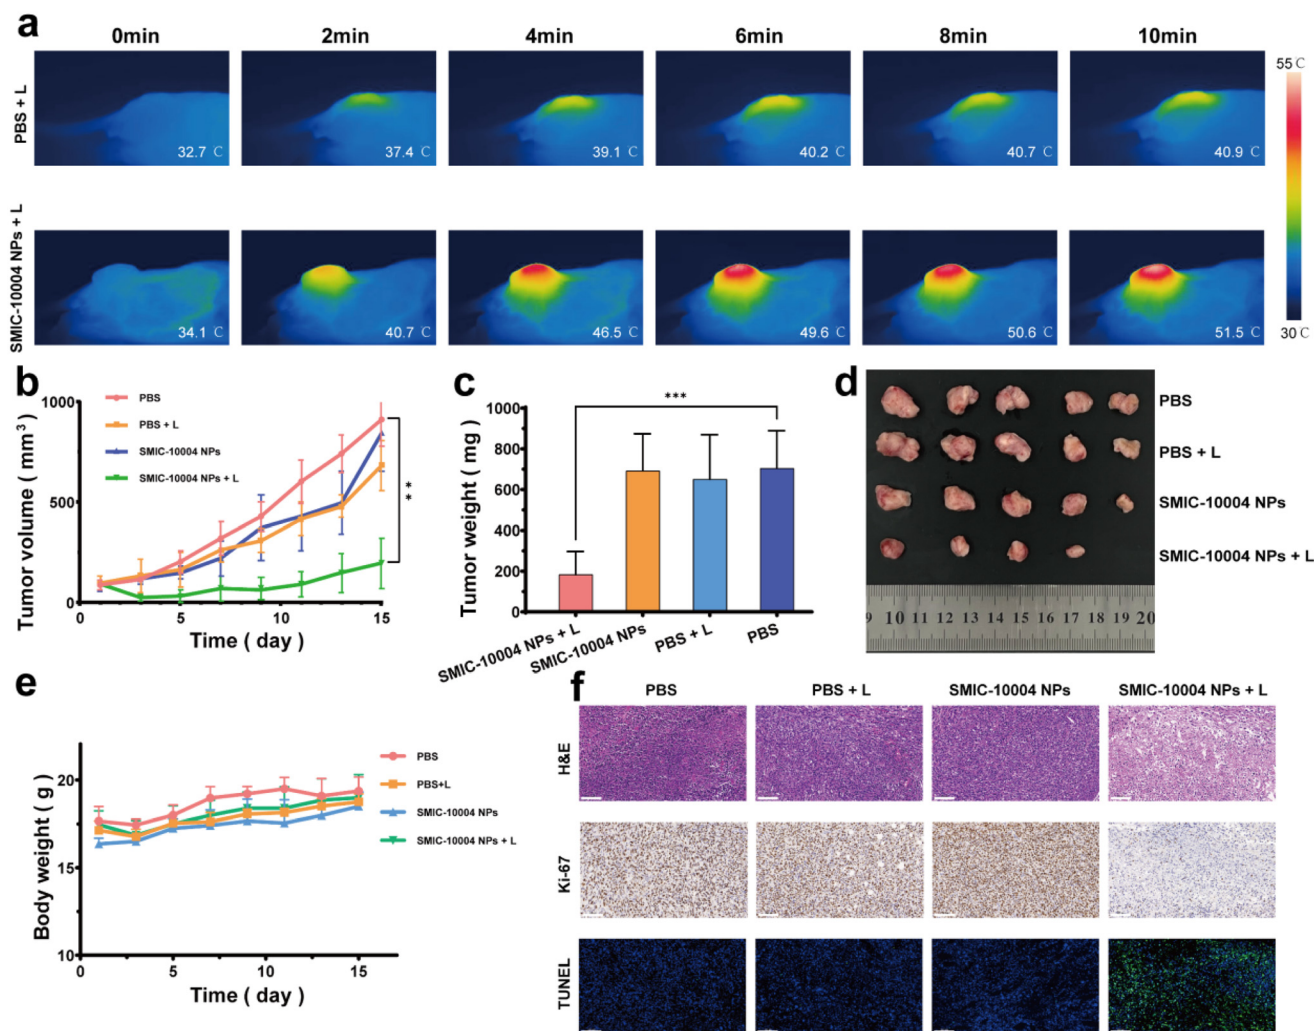 a
0min 2min 4min 6min 8min 10min
PBS + L
32.7 C 37.4 C 39.1 C 40.2 C 40.7 C 40.9 C
SMIC-10004 NPs + L
34.1 C 40.7 C 46.5 C 49.6 C 50.6 C 51.5 C
55 C
30 C
b
Tumor volume ( mm³ )
1000
500
0
0 5 10 15
Time ( day )
PBS
PBS + L
SMIC-10004 NPs
SMIC-10004 NPs + L
**
c
Tumor weight ( mg )
1000
800
600
400
200
0
***
SMIC-10004 NPs + L
SMIC-10004 NPs
PBS + L
PBS
d
PBS
PBS + L
SMIC-10004 NPs
SMIC-10004 NPs + L
9 10 11 12 13 14 15 16 17 18 19 20
e
Body weight ( g )
20
15
10
0 5 10 15
Time ( day )
PBS
PBS+L
SMIC-10004 NPs
SMIC-10004 NPs + L
f
PBS PBS + L SMIC-10004 NPs SMIC-10004 NPs + L
H&E
Ki-67
TUNEL